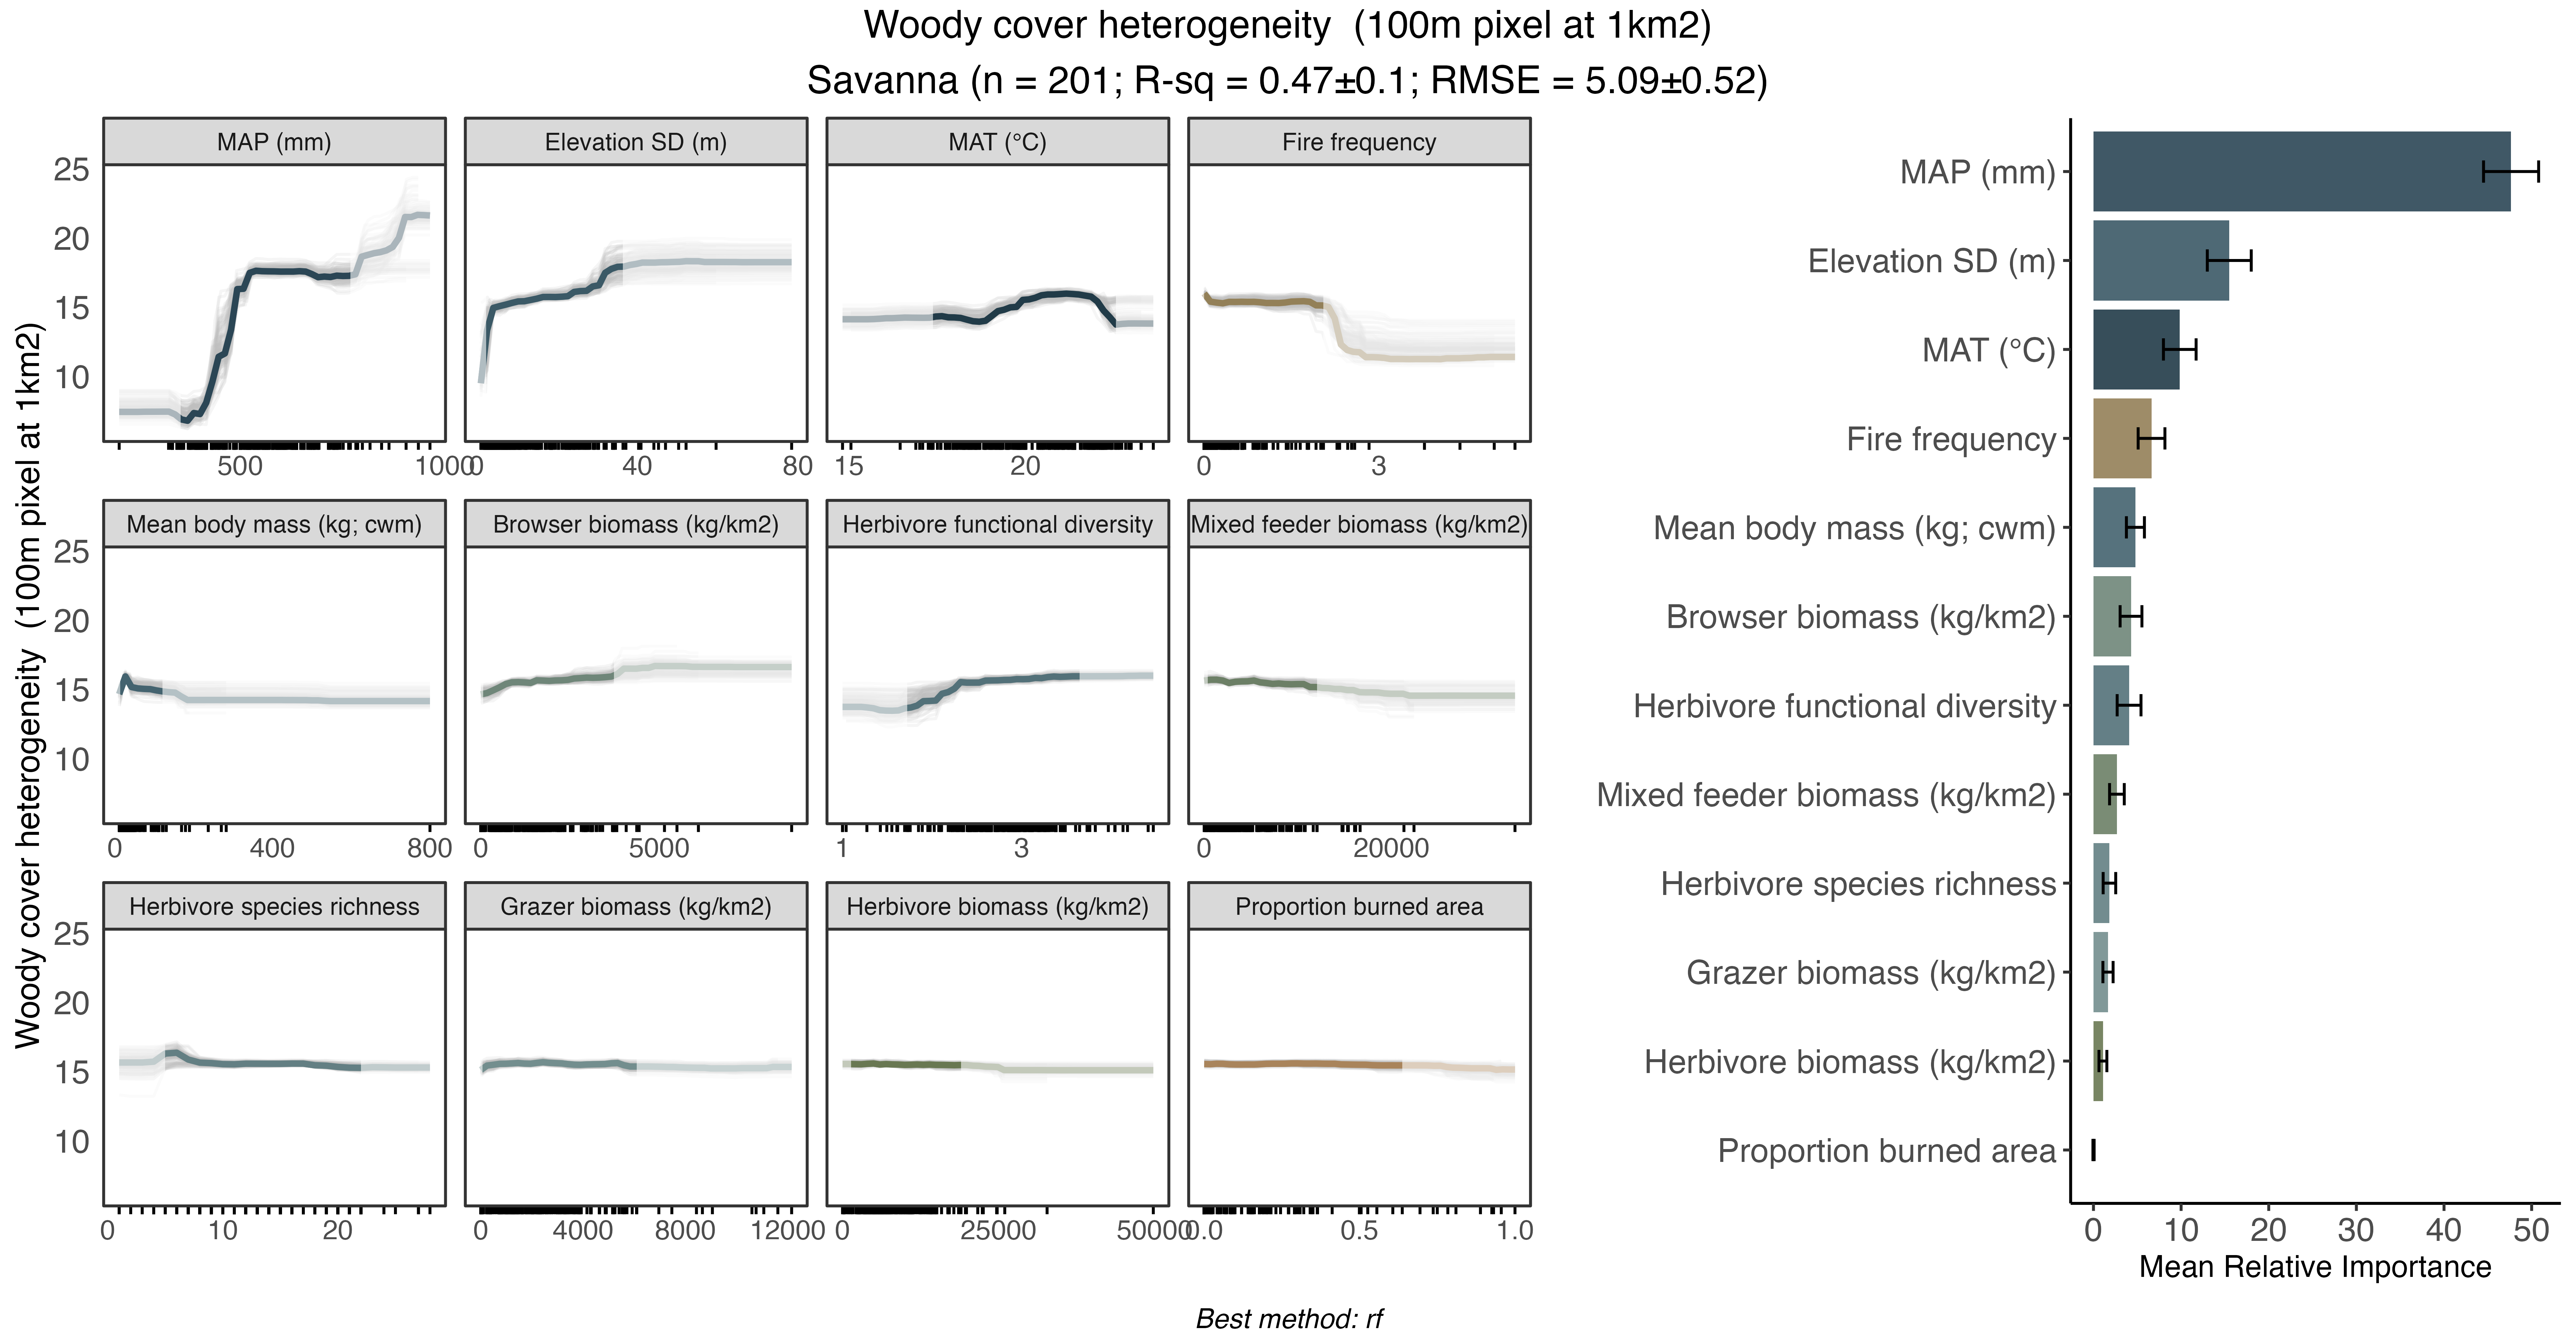 Woody cover heterogeneity  (100m pixel at 1km2)
Savanna (n = 201; R-sq = 0.47±0.1; RMSE = 5.09±0.52)
Woody cover heterogeneity  (100m pixel at 1km2)
MAP (mm)
Elevation SD (m)
MAT (°C)
Fire frequency
25
20
15
10
500
1000
0
40
80
15
20
0
3
Mean body mass (kg; cwm)
Browser biomass (kg/km2)
Herbivore functional diversity
Mixed feeder biomass (kg/km2)
25
20
15
10
0
400
800
0
5000
1
3
0
20000
Herbivore species richness
Grazer biomass (kg/km2)
Herbivore biomass (kg/km2)
Proportion burned area
25
20
15
10
0
10
20
0
4000
8000
12000
0
25000
50000
0.0
0.5
1.0
MAP (mm)
Elevation SD (m)
MAT (°C)
Fire frequency
Mean body mass (kg; cwm)
Browser biomass (kg/km2)
Herbivore functional diversity
Mixed feeder biomass (kg/km2)
Herbivore species richness
Grazer biomass (kg/km2)
Herbivore biomass (kg/km2)
Proportion burned area
0
10
20
30
40
50
Mean Relative Importance
Best method: rf